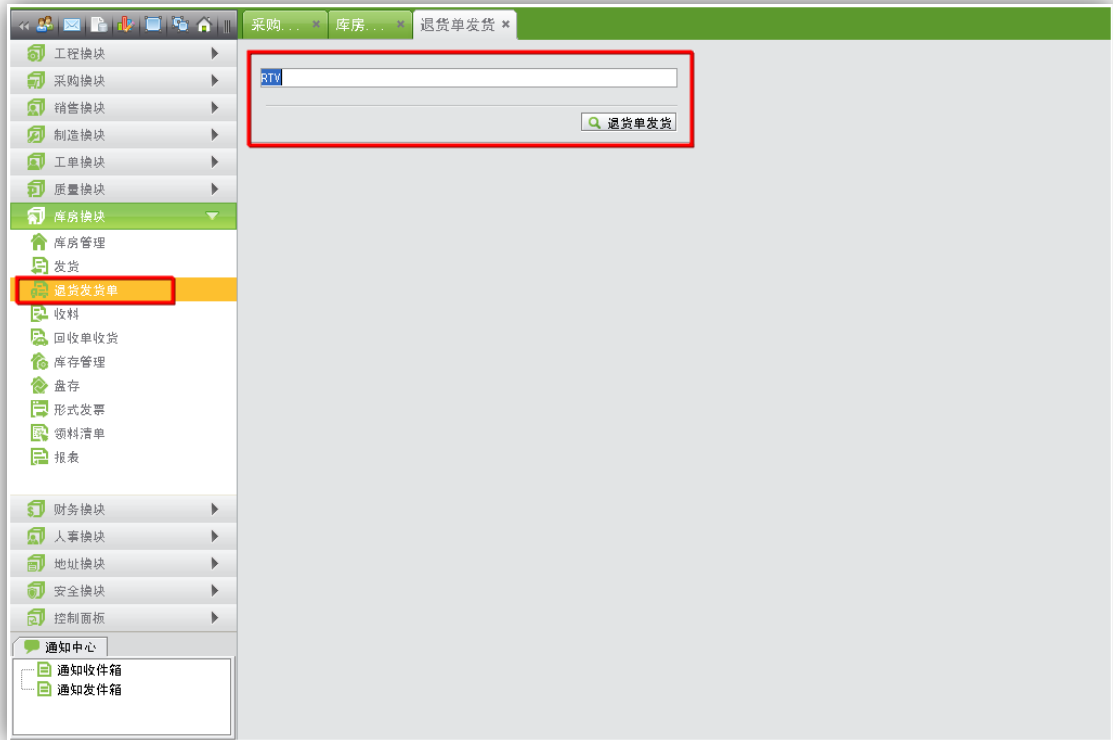 采购... × 库房... × 退货单发货 ×
工程模块
采购模块
销售模块
制造模块
工单模块
质量模块
库房模块
库房管理
发货
退货发货单
收料
回收单收货
库存管理
盘存
形式发票
领料清单
报表
财务模块
人事模块
地址模块
安全模块
控制面板
通知中心
通知收件箱
通知发件箱
RTV
退货单发货